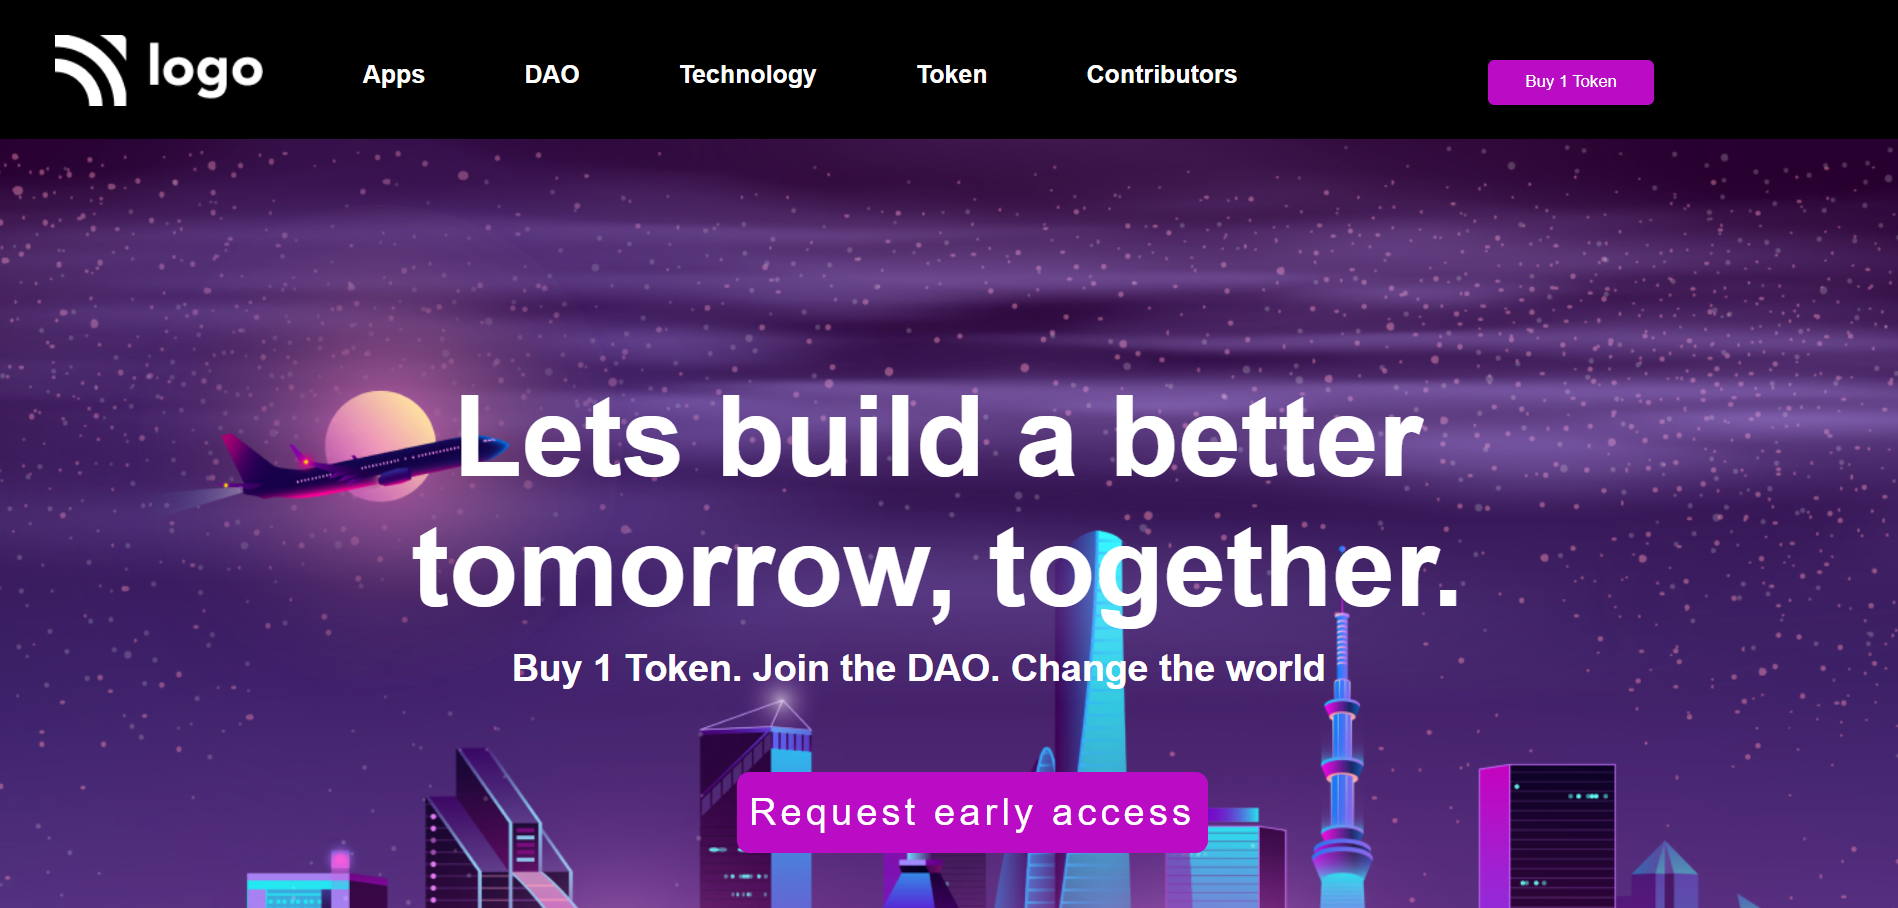 logo
Apps
DAO
Technology
Token
Contributors
Buy 1 Token
Lets build a better
tomorrow, together.
Buy 1 Token. Join the DAO. Change the world
Request early access